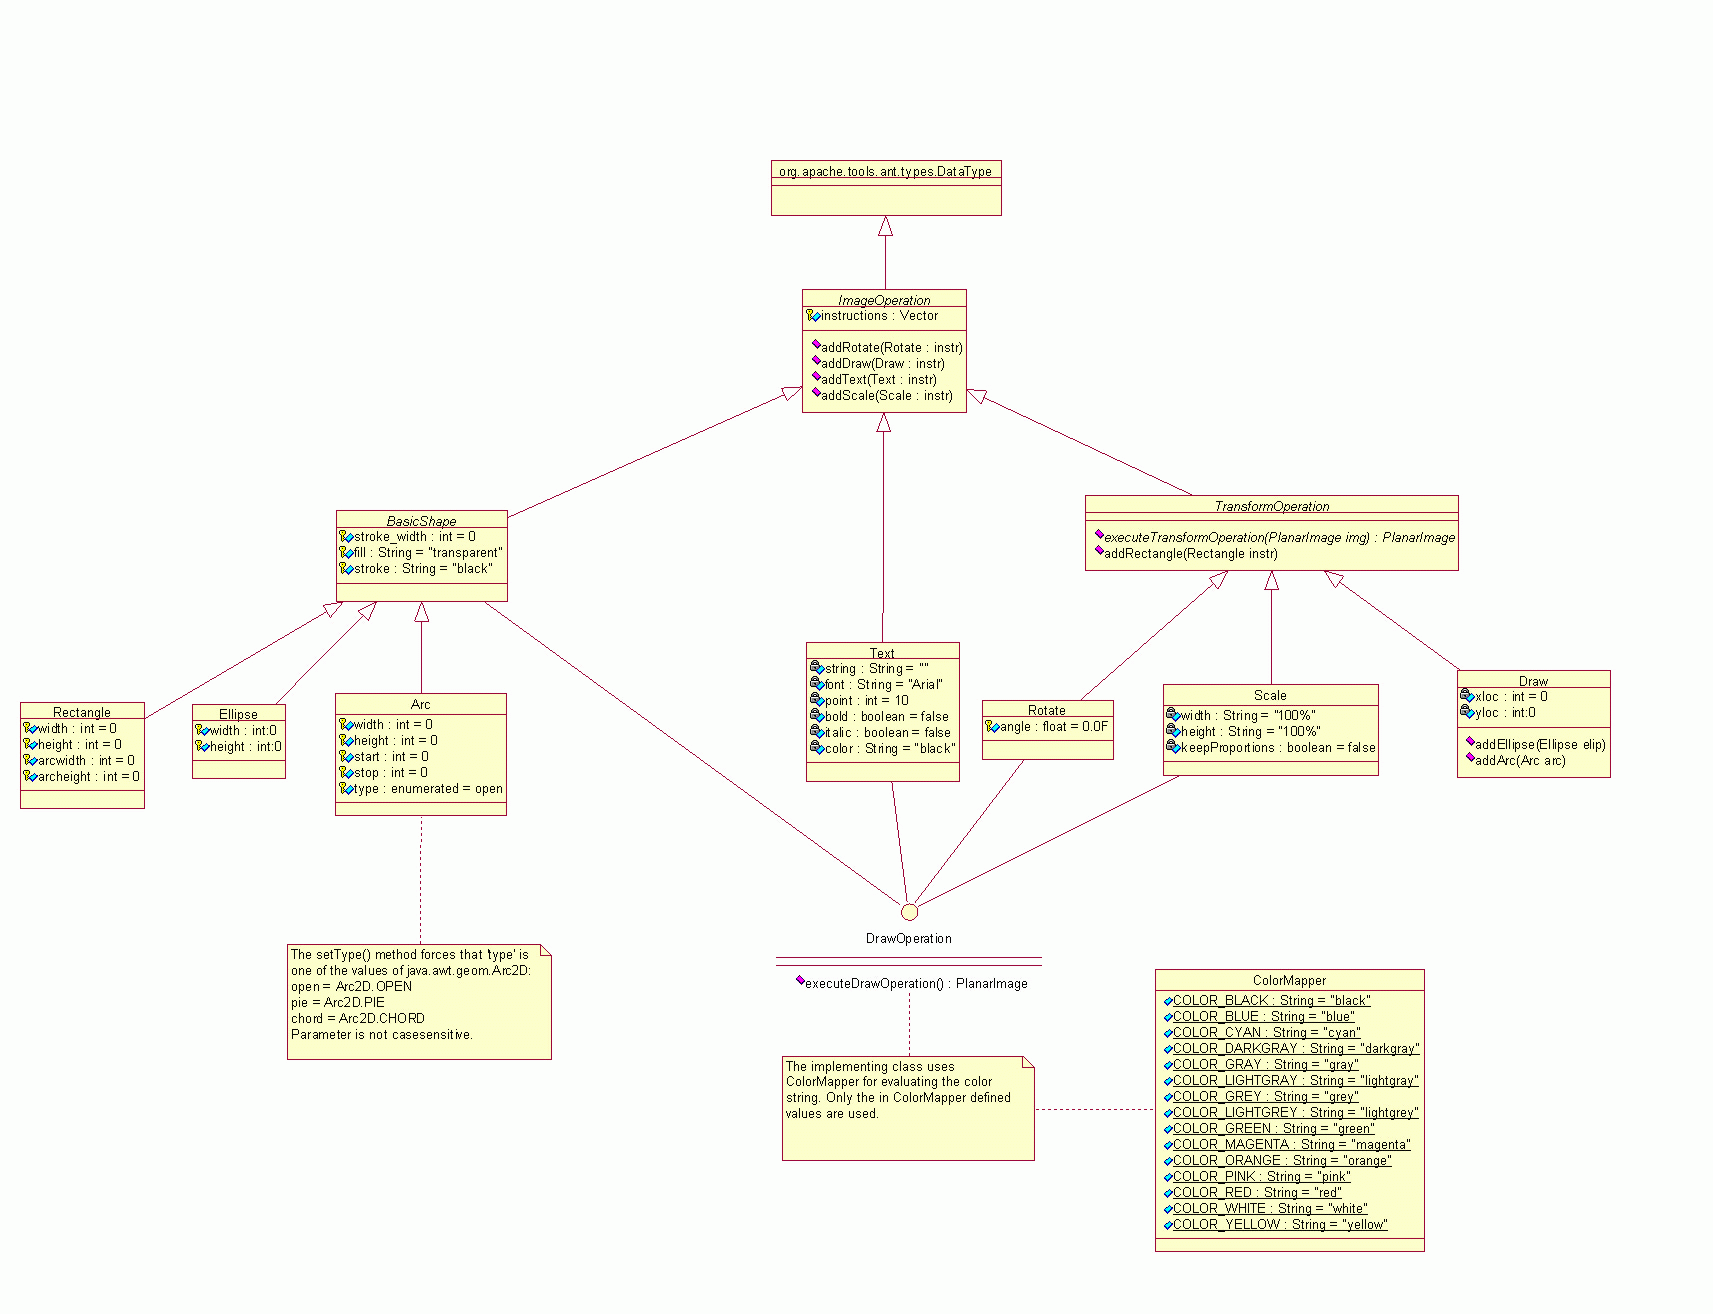 org.apache.tools.ant.types.DataType
ImageOperation
instructions : Vector
addRotate(Rotate : instr)
addDraw(Draw : instr)
addText(Text : instr)
addScale(Scale : instr)
BasicShape
stroke_width : int = 0
fill : String = "transparent"
stroke : String = "black"
TransformOperation
executeTransformOperation(PlanarImage img) : PlanarImage
addRectangle(Rectangle instr)
Rectangle
width : int = 0
height : int = 0
arcwidth : int = 0
archeight : int = 0
Ellipse
width : int:0
height : int:0
Arc
width : int = 0
height : int = 0
start : int = 0
stop : int = 0
type : enumerated = open
Text
string : String = ""
font : String = "Arial"
point : int = 10
bold : boolean = false
italic : boolean = false
color : String = "black"
Rotate
angle : float = 0.0F
Scale
width : String = "100%"
height : String = "100%"
keepProportions : boolean = false
Draw
xloc : int = 0
yloc : int:0
addEllipse(Ellipse elip)
addArc(Arc arc)
The setType() method forces that 'type' is
one of the values of java.awt.geom.Arc2D:
open = Arc2D.OPEN
pie = Arc2D.PIE
chord = Arc2D.CHORD
Parameter is not casesensitive.
DrawOperation
executeDrawOperation() : PlanarImage
The implementing class uses
ColorMapper for evaluating the color
string. Only the in ColorMapper defined
values are used.
ColorMapper
COLOR_BLACK : String = "black"
COLOR_BLUE : String = "blue"
COLOR_CYAN : String = "cyan"
COLOR_DARKGRAY : String = "darkgray"
COLOR_GRAY : String = "gray"
COLOR_LIGHTGRAY : String = "lightgray"
COLOR_GREY : String = "grey"
COLOR_LIGHTGREY : String = "lightgrey"
COLOR_GREEN : String = "green"
COLOR_MAGENTA : String = "magenta"
COLOR_ORANGE : String = "orange"
COLOR_PINK : String = "pink"
COLOR_RED : String = "red"
COLOR_WHITE : String = "white"
COLOR_YELLOW : String = "yellow"